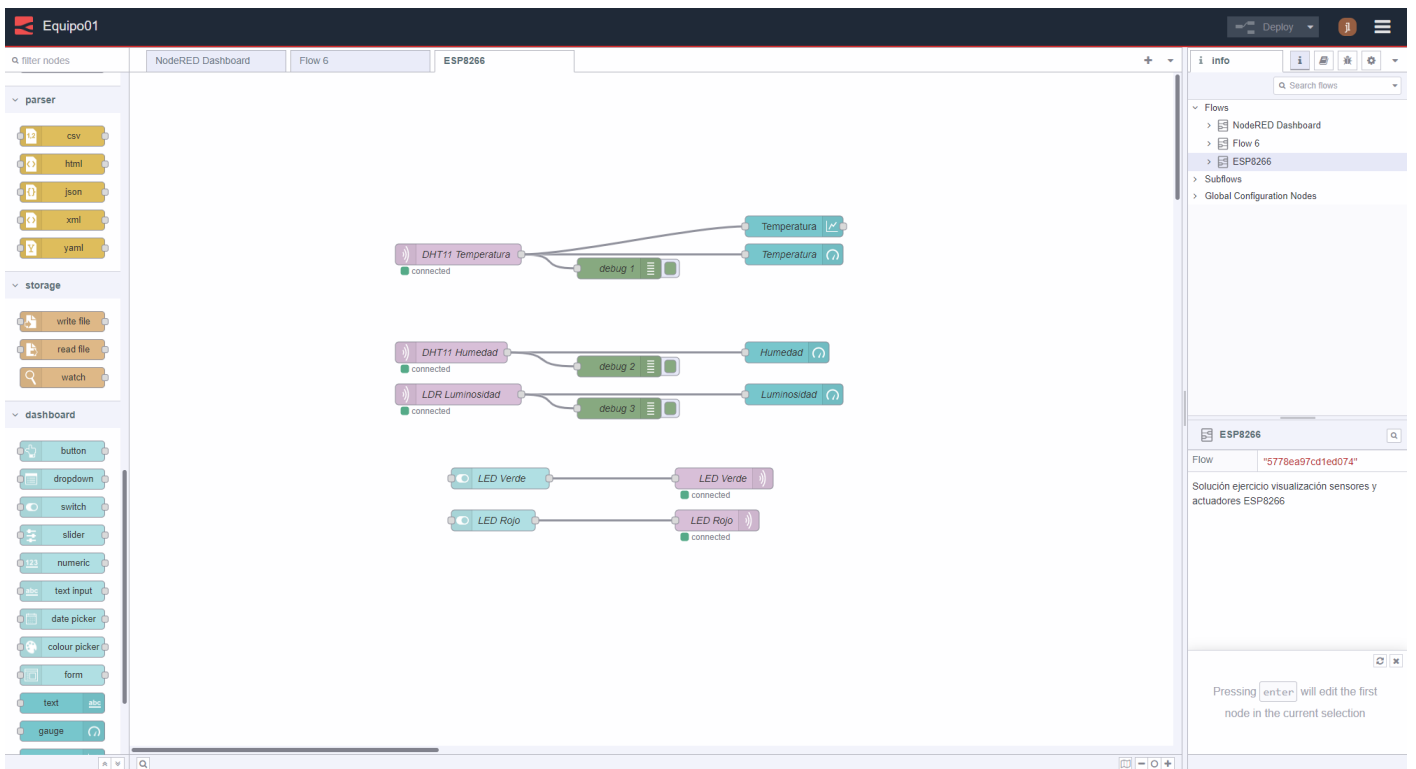 Equipo01
Deploy
jl
filter nodes
NodeRED Dashboard
Flow 6
ESP8266
i info
i
Search flows
parser
csv
html
json
xml
yaml
storage
write file
read file
watch
dashboard
button
dropdown
switch
slider
123 numeric
abc text input
date picker
colour picker
form
text abc
gauge
Temperatura
DHT11 Temperatura
connected
Temperatura
debug 1
DHT11 Humedad
connected
Humedad
debug 2
LDR Luminosidad
connected
Luminosidad
debug 3
LED Verde
LED Verde
connected
LED Rojo
LED Rojo
connected
Flows
NodeRED Dashboard
Flow 6
ESP8266
Subflows
Global Configuration Nodes
ESP8266
Flow "5778ea97cd1ed074"
Solución ejercicio visualización sensores y
actuadores ESP8266
Pressing enter will edit the first
node in the current selection